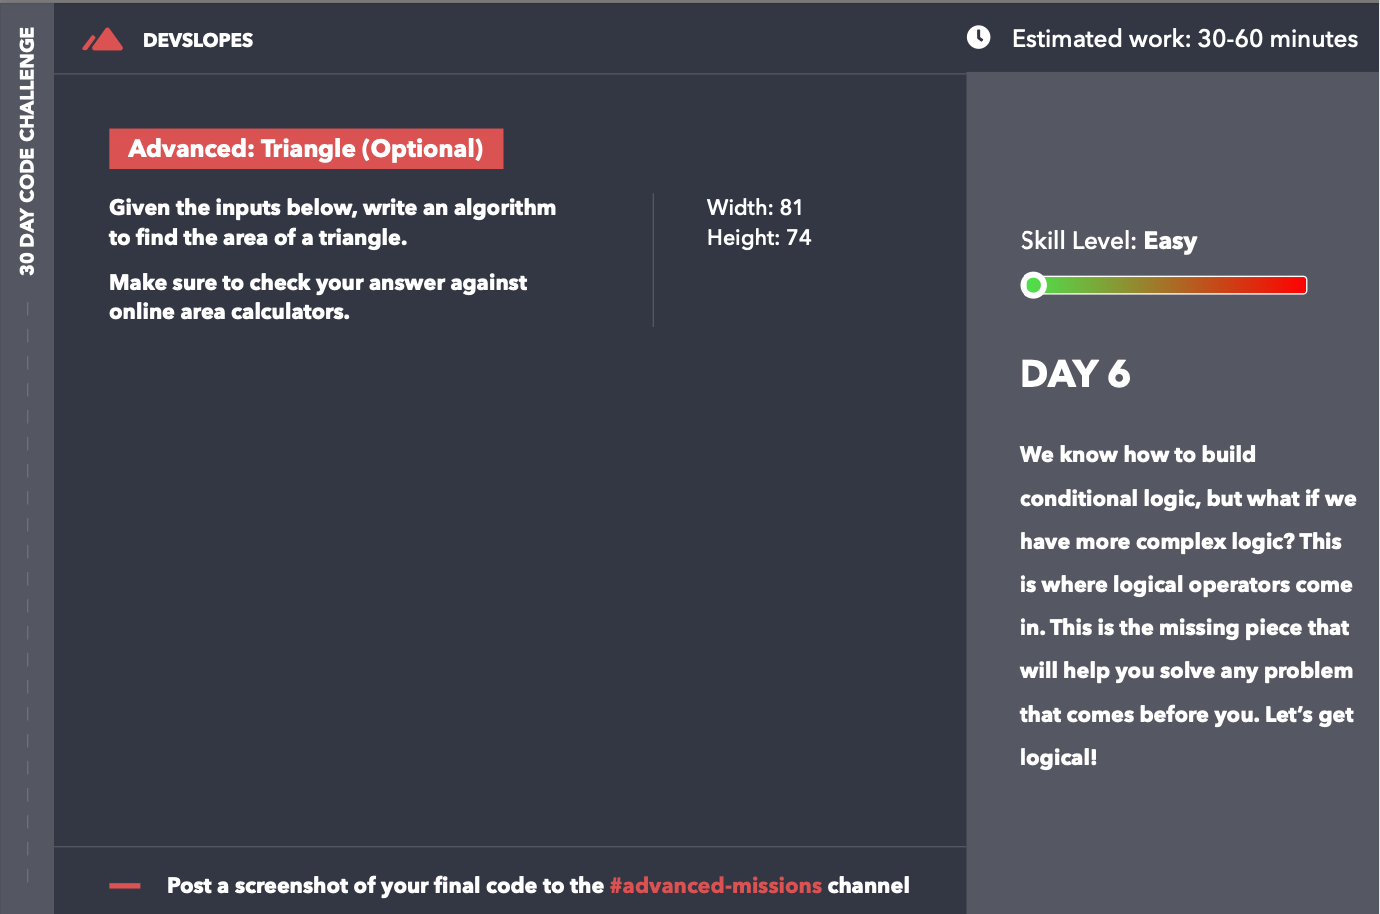 30 DAY CODE CHALLENGE
DEVSLOPES
Estimated work: 30-60 minutes
Advanced: Triangle (Optional)
Given the inputs below, write an algorithm
to find the area of a triangle.
Make sure to check your answer against
online area calculators.
Width: 81
Height: 74
Skill Level: Easy
DAY 6
We know how to build
conditional logic, but what if we
have more complex logic? This
is where logical operators come
in. This is the missing piece that
will help you solve any problem
that comes before you. Let’s get
logical!
Post a screenshot of your final code to the #advanced-missions channel